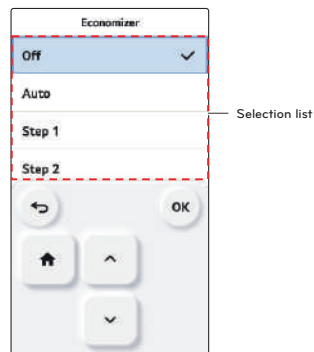 Economizer
Off
Auto
Selection list
Step 1
Step 2
OK